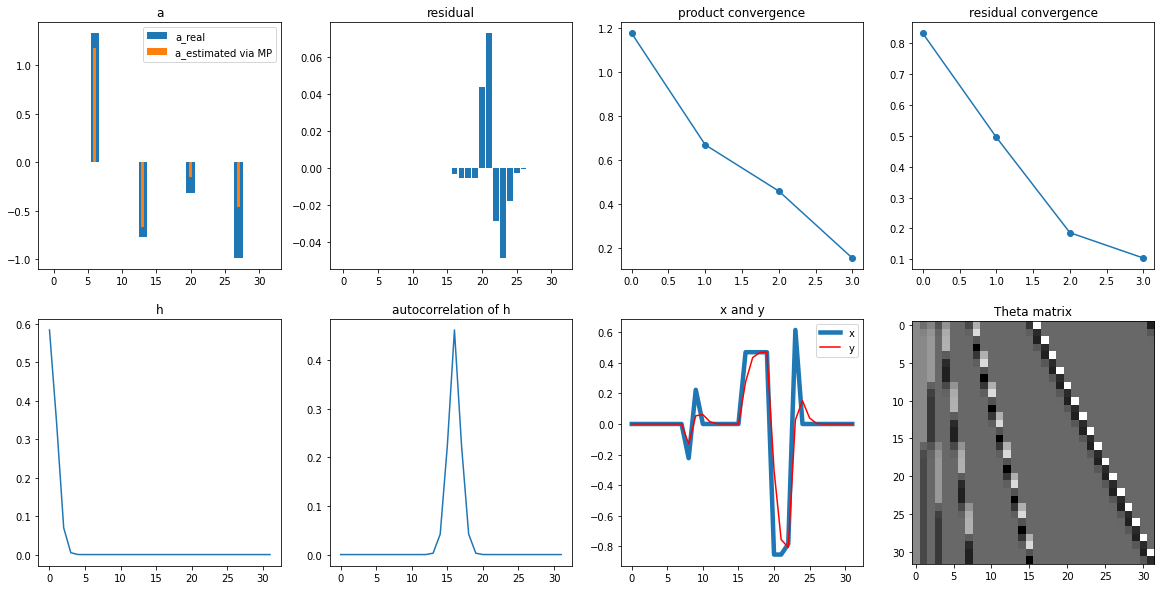 a
a_real
a_estimated via MP
1.0
0.5
0.0
−0.5
−1.0
0 5 10 15 20 25 30
residual
0.06
0.04
0.02
0.00
−0.02
−0.04
0 5 10 15 20 25 30
product convergence
1.2
1.0
0.8
0.6
0.4
0.2
0.0 0.5 1.0 1.5 2.0 2.5 3.0
residual convergence
0.8
0.7
0.6
0.5
0.4
0.3
0.2
0.1
0.0 0.5 1.0 1.5 2.0 2.5 3.0
h
0.6
0.5
0.4
0.3
0.2
0.1
0.0
0 5 10 15 20 25 30
autocorrelation of h
0.4
0.3
0.2
0.1
0.0
0 5 10 15 20 25 30
x and y
x
y
0.6
0.4
0.2
0.0
−0.2
−0.4
−0.6
−0.8
0 5 10 15 20 25 30
Theta matrix
0
5
10
15
20
25
30
0 5 10 15 20 25 30